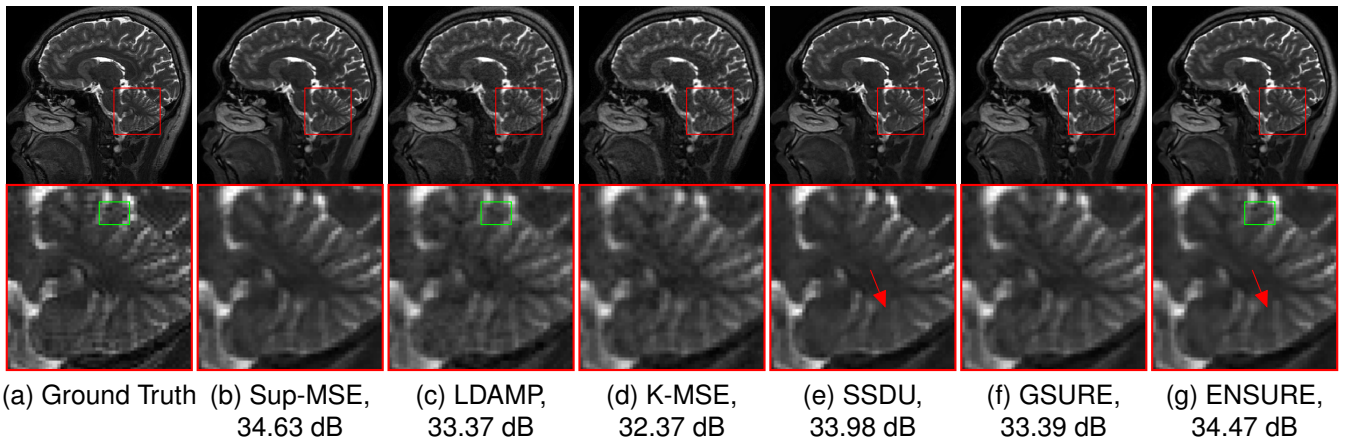 (a) Ground Truth
(b) Sup-MSE,
34.63 dB
(c) LDAMP,
33.37 dB
(d) K-MSE,
32.37 dB
(e) SSDU,
33.98 dB
(f) GSURE,
33.39 dB
(g) ENSURE,
34.47 dB